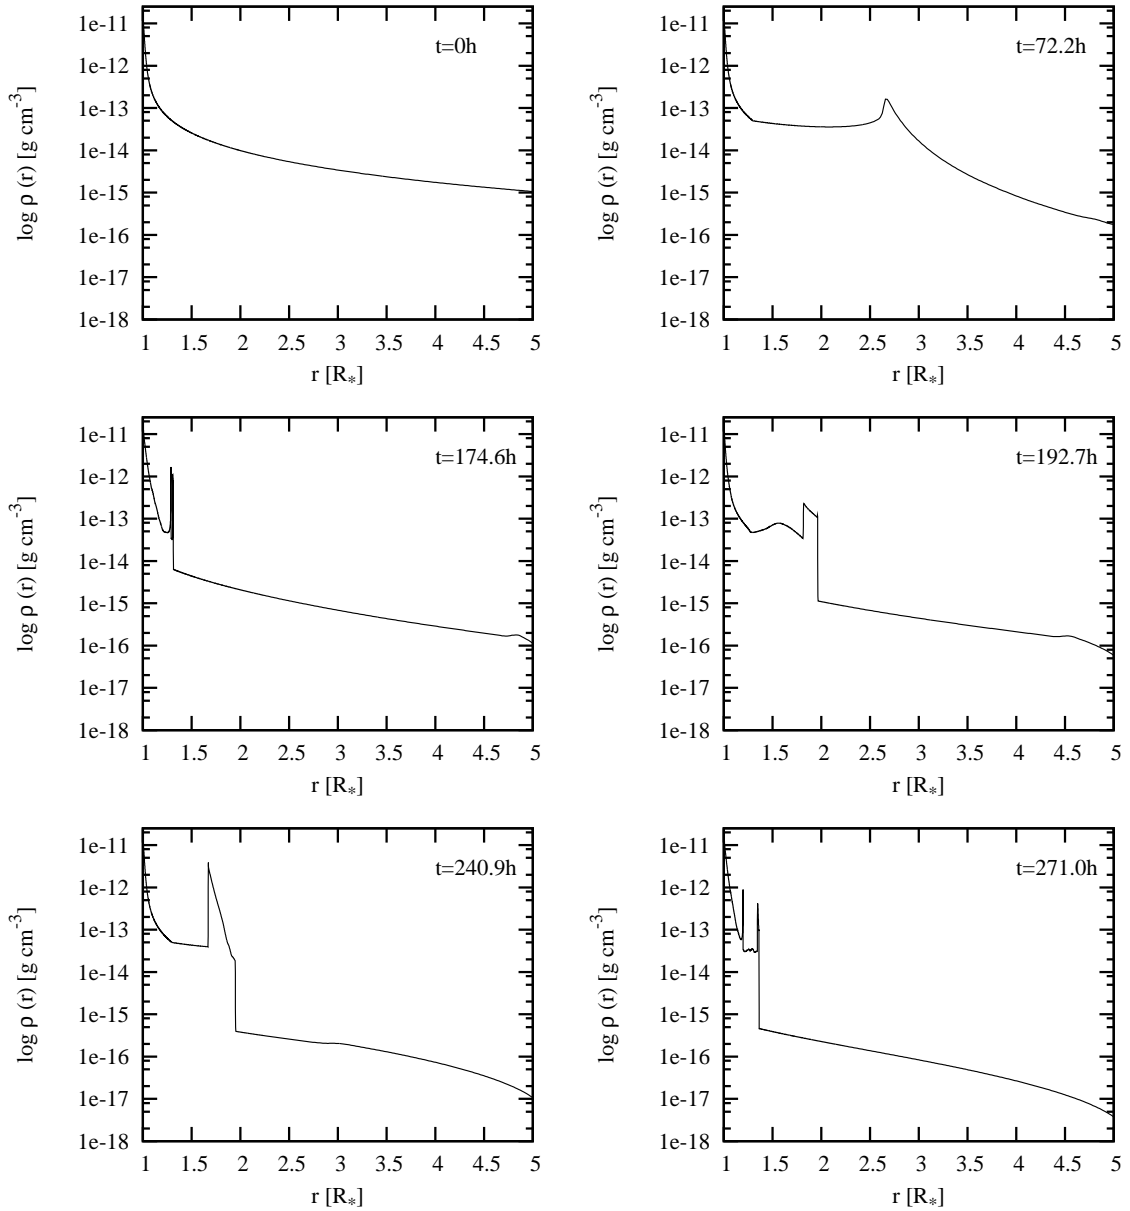 t=0h
log ρ (r) [g cm⁻³]
1e-11
1e-12
1e-13
1e-14
1e-15
1e-16
1e-17
1e-18
1 1.5 2 2.5 3 3.5 4 4.5 5
r [R*]
t=72.2h
log ρ (r) [g cm⁻³]
1e-11
1e-12
1e-13
1e-14
1e-15
1e-16
1e-17
1e-18
1 1.5 2 2.5 3 3.5 4 4.5 5
r [R*]
t=174.6h
log ρ (r) [g cm⁻³]
1e-11
1e-12
1e-13
1e-14
1e-15
1e-16
1e-17
1e-18
1 1.5 2 2.5 3 3.5 4 4.5 5
r [R*]
t=192.7h
log ρ (r) [g cm⁻³]
1e-11
1e-12
1e-13
1e-14
1e-15
1e-16
1e-17
1e-18
1 1.5 2 2.5 3 3.5 4 4.5 5
r [R*]
t=240.9h
log ρ (r) [g cm⁻³]
1e-11
1e-12
1e-13
1e-14
1e-15
1e-16
1e-17
1e-18
1 1.5 2 2.5 3 3.5 4 4.5 5
r [R*]
t=271.0h
log ρ (r) [g cm⁻³]
1e-11
1e-12
1e-13
1e-14
1e-15
1e-16
1e-17
1e-18
1 1.5 2 2.5 3 3.5 4 4.5 5
r [R*]